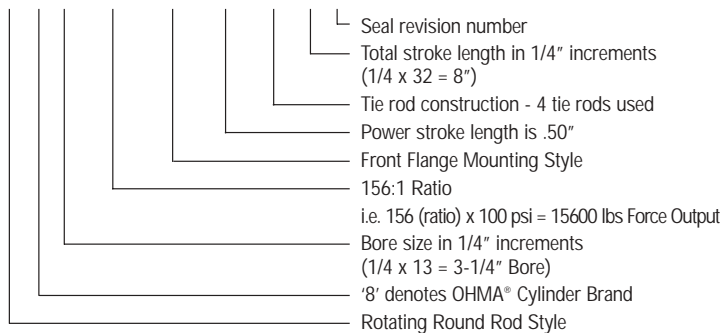 Seal revision number
Total stroke length in 1/4" increments
(1/4 x 32 = 8")
Tie rod construction - 4 tie rods used
Power stroke length is .50"
Front Flange Mounting Style
156:1 Ratio
i.e. 156 (ratio) x 100 psi = 15600 lbs Force Output
Bore size in 1/4" increments
(1/4 x 13 = 3-1/4" Bore)
'8' denotes OHMA® Cylinder Brand
Rotating Round Rod Style